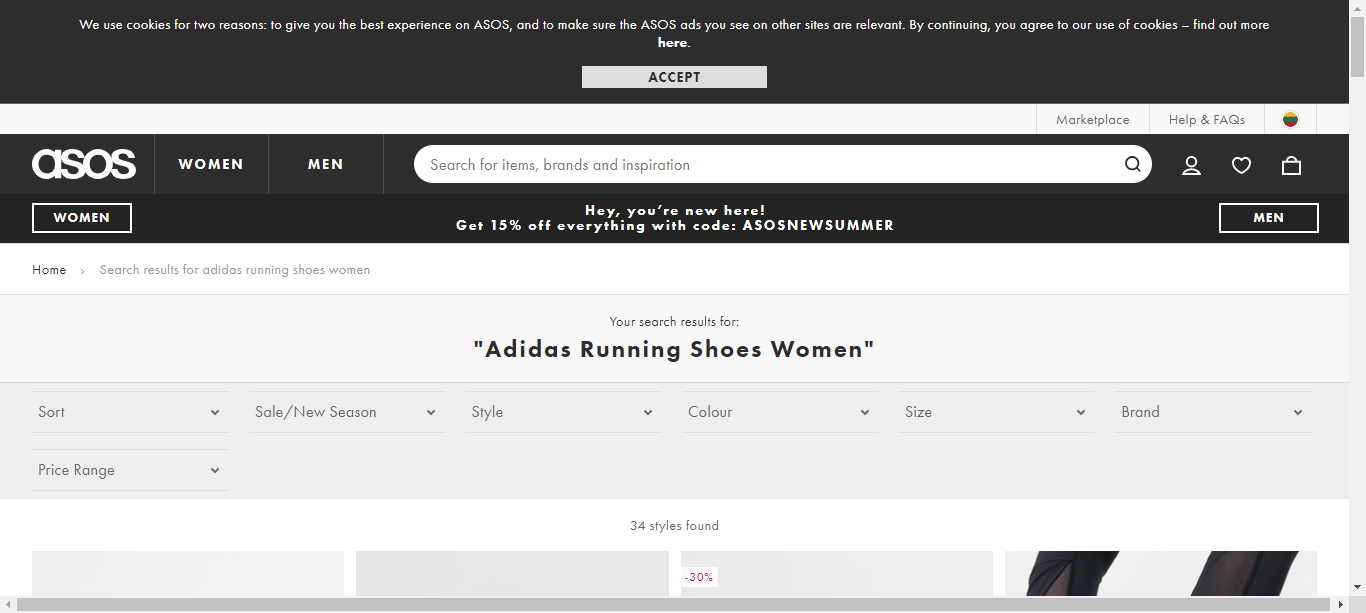 We use cookies for two reasons: to give you the best experience on ASOS, and to make sure the ASOS ads you see on other sites are relevant. By continuing, you agree to our use of cookies – find out more
here.
ACCEPT
Marketplace
Help & FAQs
asos
WOMEN
MEN
Search for items, brands and inspiration
WOMEN
Hey, you’re new here!
Get 15% off everything with code: ASOSNEWSUMMER
MEN
Home › Search results for adidas running shoes women
Your search results for:
"Adidas Running Shoes Women"
Sort
Sale/New Season
Style
Colour
Size
Brand
Price Range
34 styles found
-30%